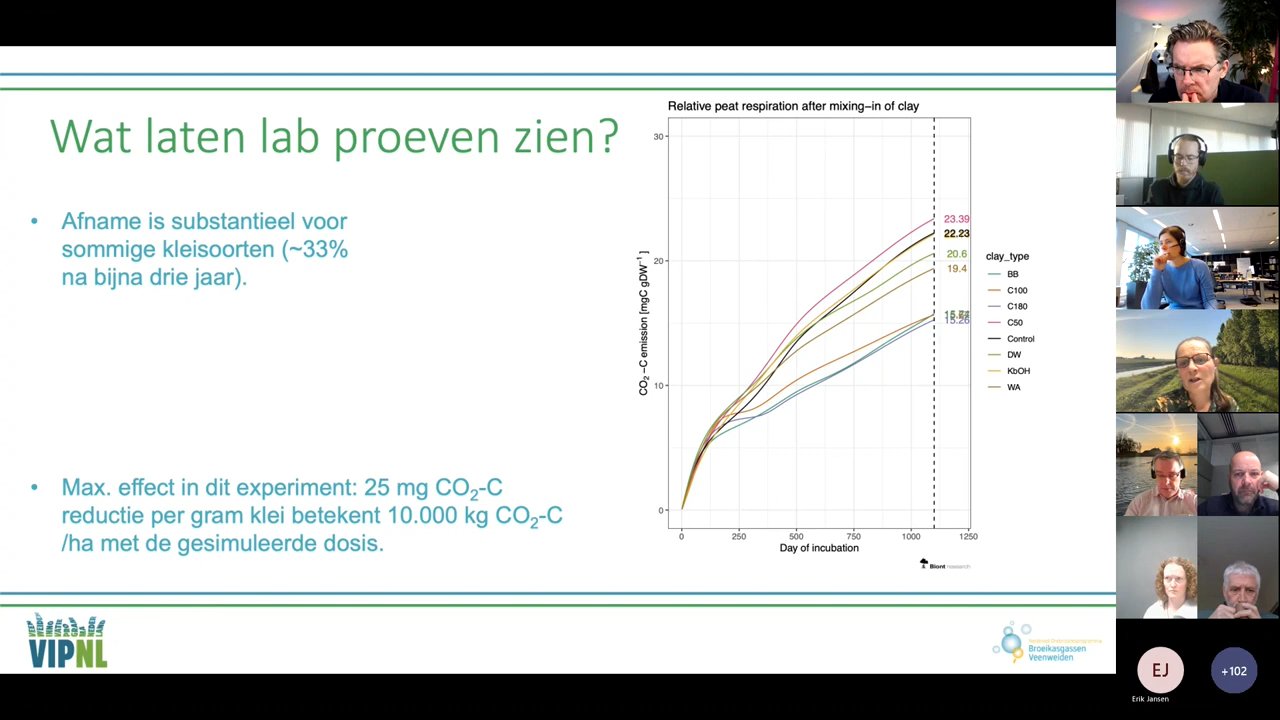 Wat laten lab proeven zien?
• Afname is substantieel voor
sommige kleisoorten (~33%
na bijna drie jaar).
• Max. effect in dit experiment: 25 mg CO₂-C
reductie per gram klei betekent 10.000 kg CO₂-C
/ha met de gesimuleerde dosis.
Relative peat respiration after mixing−in of clay
CO₂ −C emission [mgC gDW⁻¹ ]
30
20
10
0
23.39
22.23
20.6
19.4
15.26
0 250 500 750 1000 1250
Day of incubation
clay_type
BB
C100
C180
C50
Control
DW
KbOH
WA
Biont research
VIPNL
Broeikasgassen
Veenweiden
EJ
+102
Erik Jansen